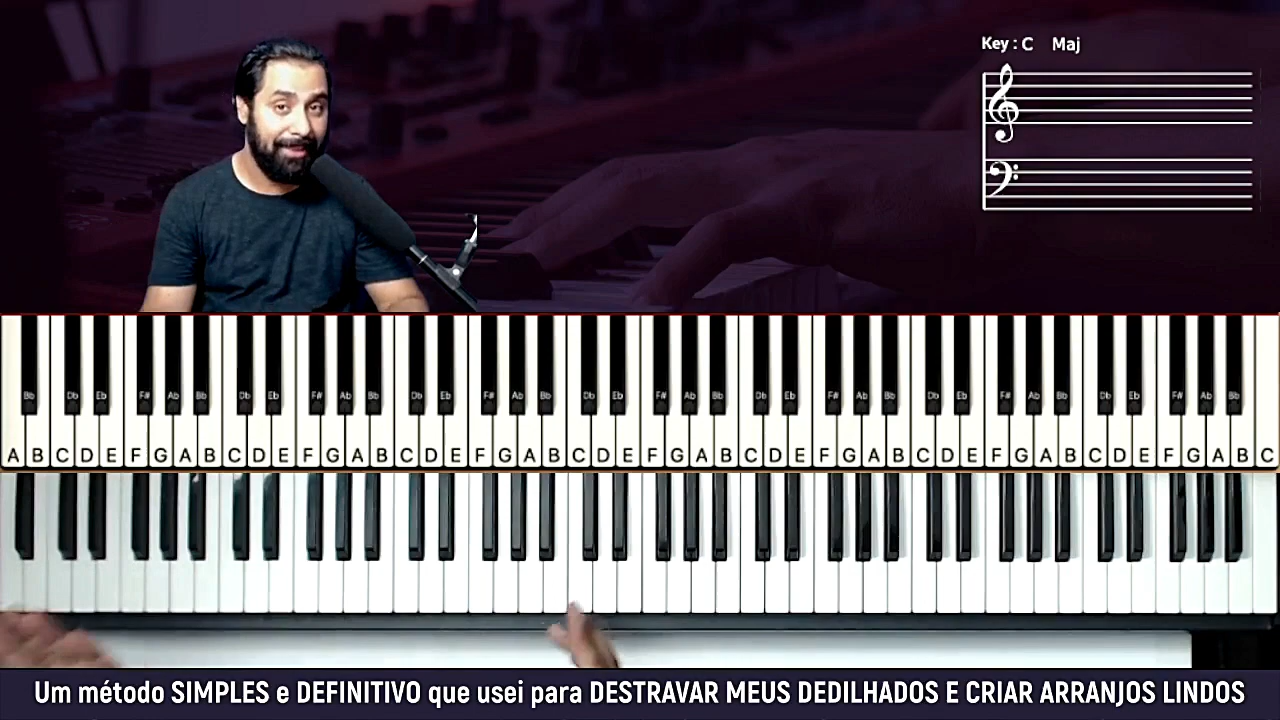 Key : C Maj
Bb Db Eb F# Ab Bb Db Eb F# Ab Bb Db Eb F# Ab Bb Db Eb F# Ab Bb Db Eb F# Ab Bb Db Eb F# Ab Bb Db Eb F# Ab Bb
A B C D E F G A B C D E F G A B C D E F G A B C D E F G A B C D E F G A B C D E F G A B C D E F G A B C
Um método SIMPLES e DEFINITIVO que usei para DESTRAVAR MEUS DEDILHADOS E CRIAR ARRANJOS LINDOS